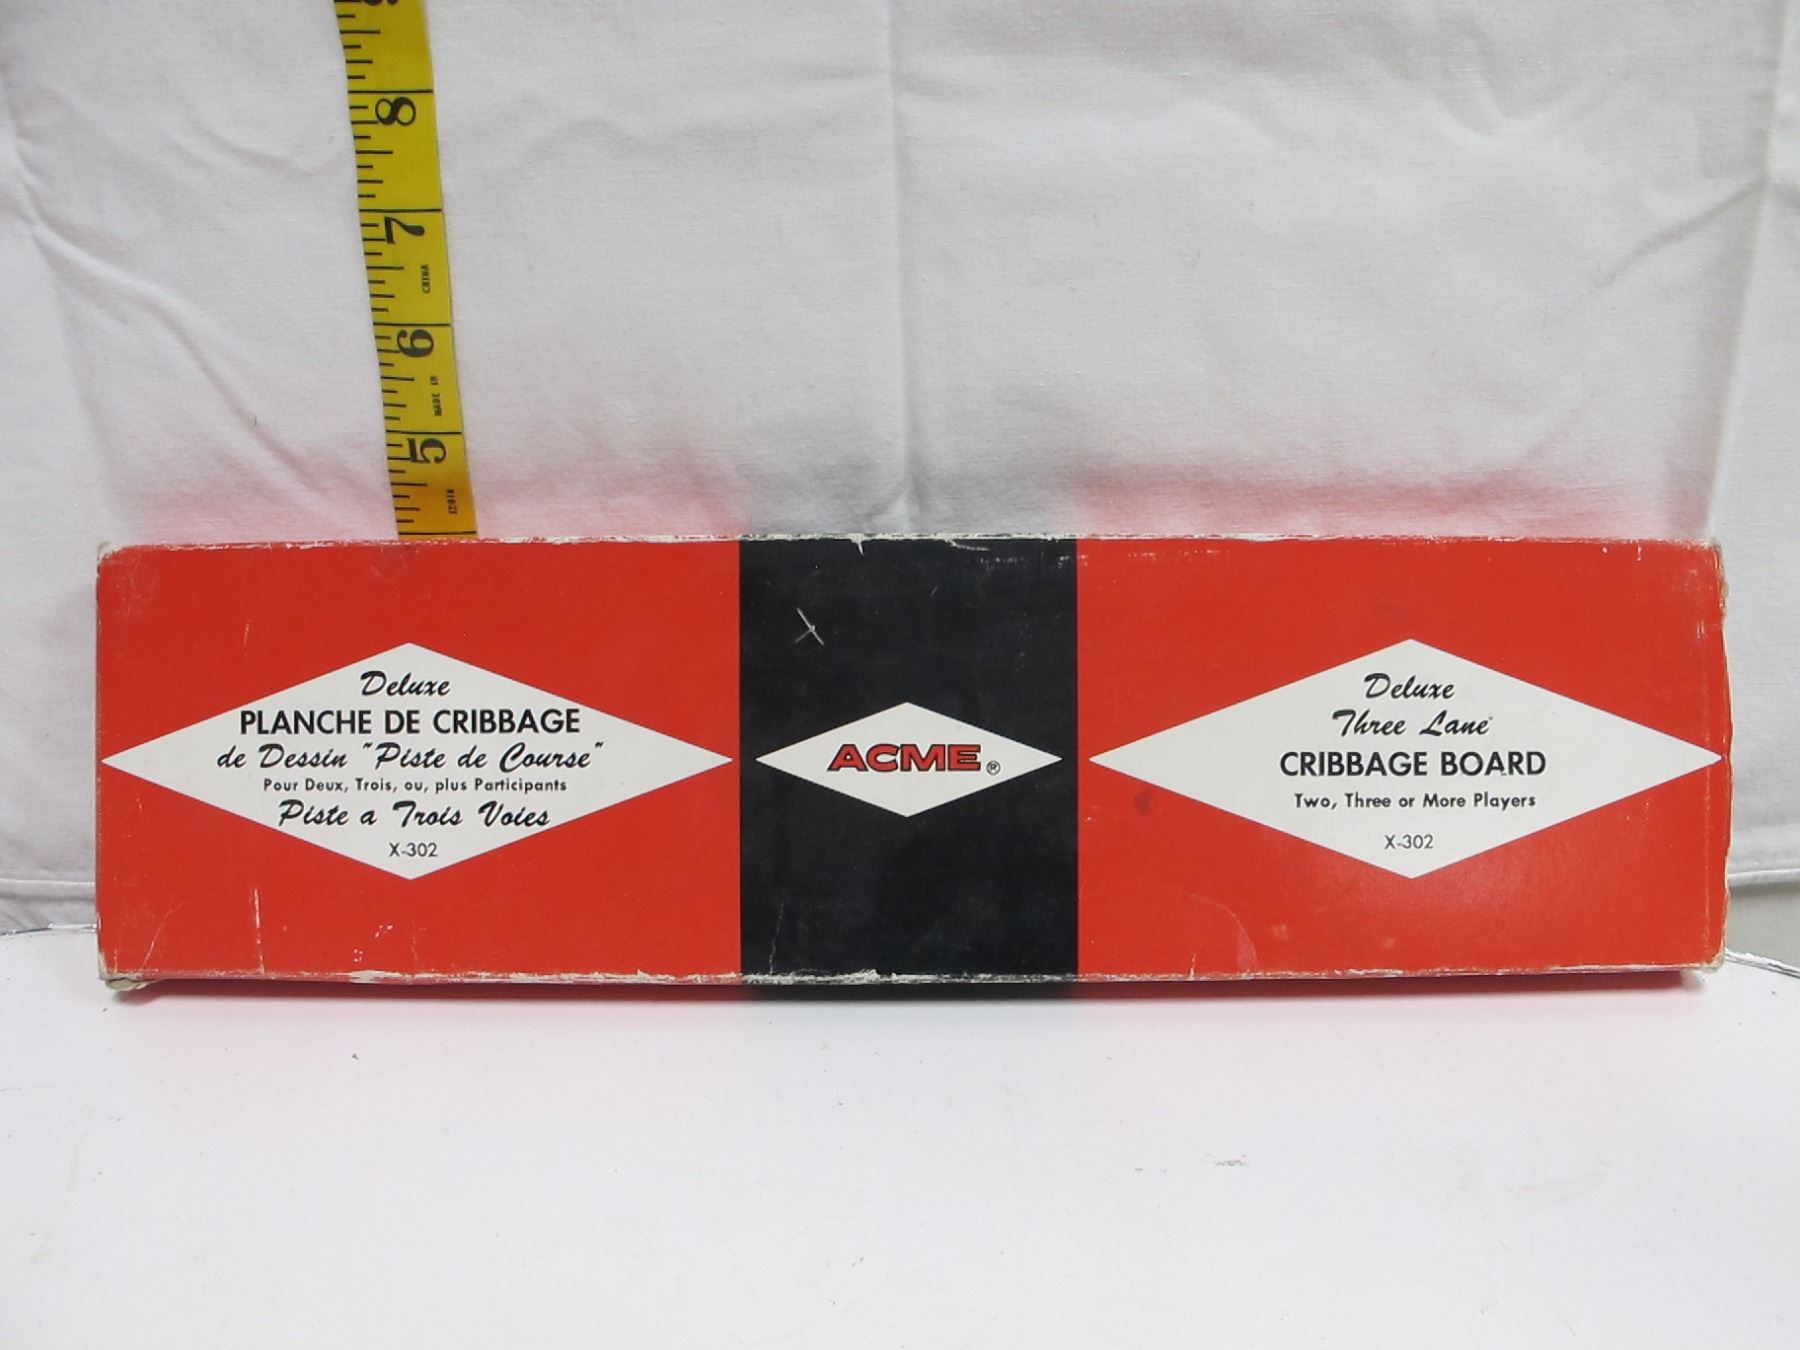 8
7
CHINA
6
MADE IN
5
Deluxe
PLANCHE DE CRIBBAGE
de Dessin "Piste de Course"
Pour Deux, Trois, ou, plus Participants
Piste a Trois Voies
X-302
ACME®
Deluxe
Three Lane
CRIBBAGE BOARD
Two, Three or More Players
X-302